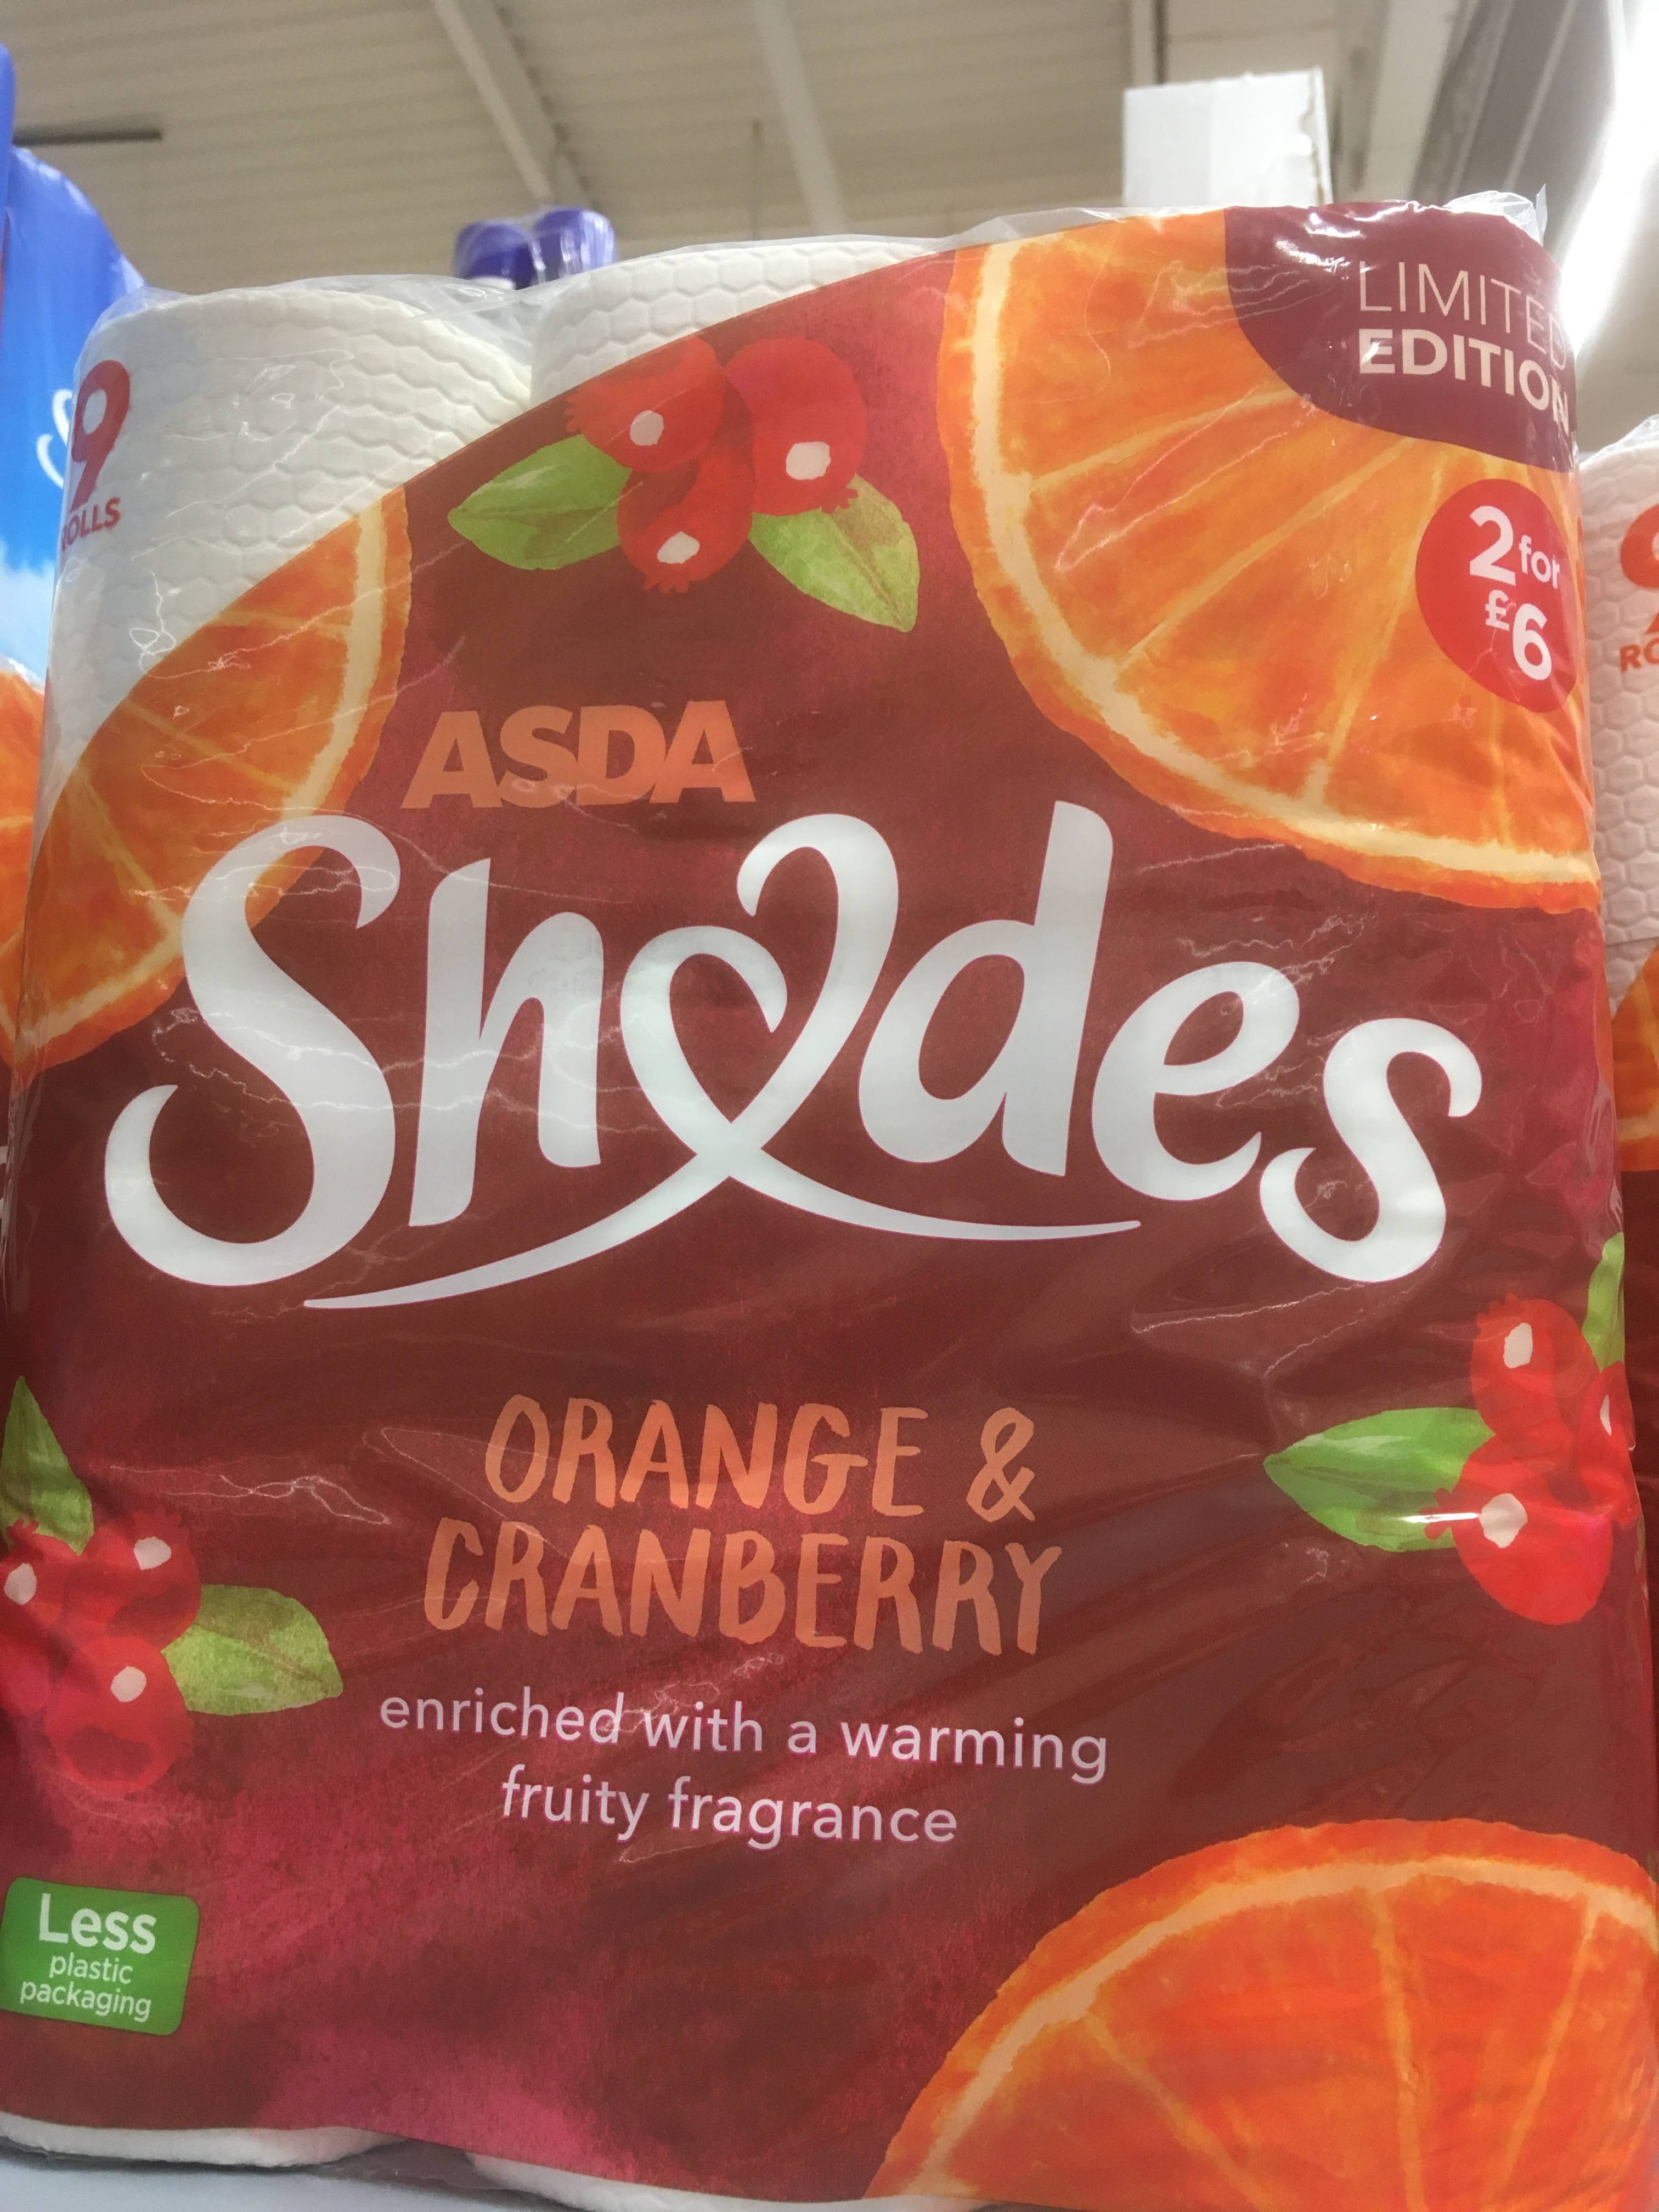 9
ROLLS
LIMITED
EDITION
2 for
£6
ASDA
Shades
ORANGE &
CRANBERRY
enriched with a warming
fruity fragrance
Less
plastic
packaging